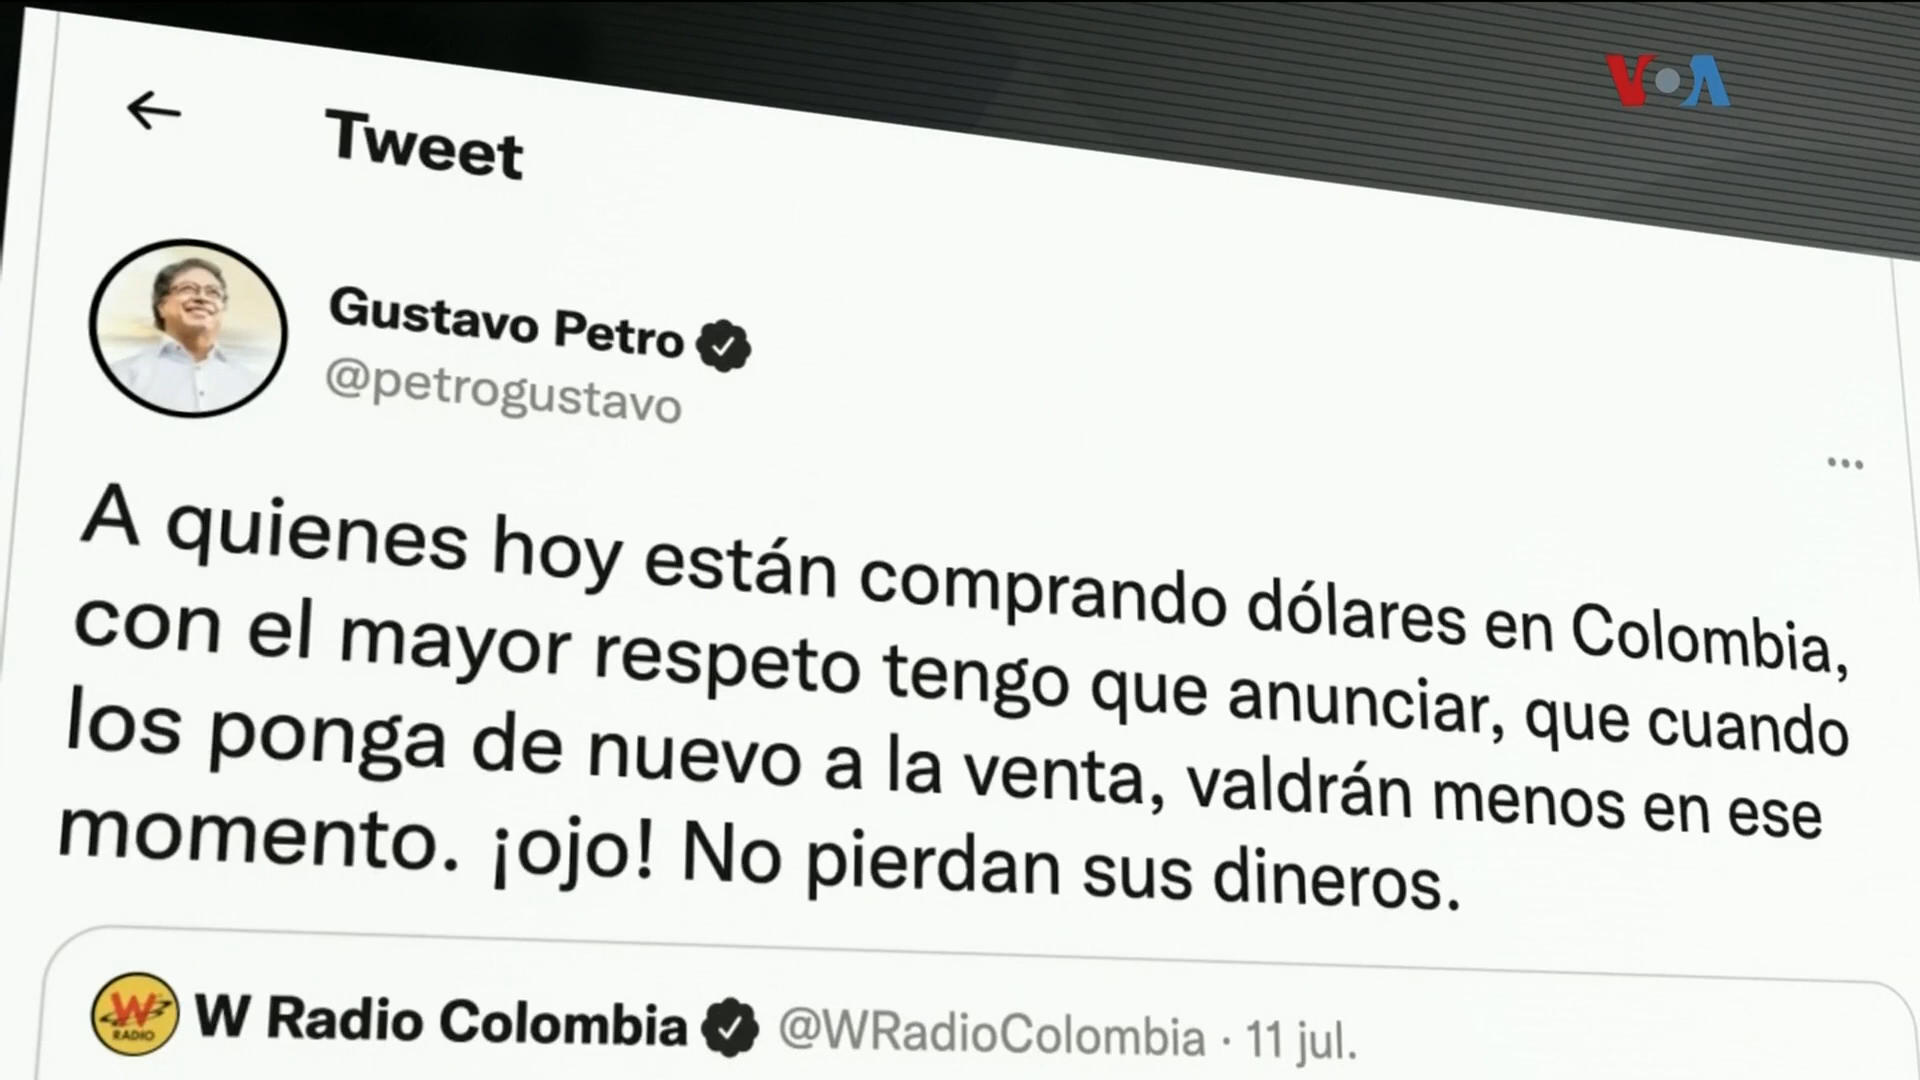 VOA
Tweet
Gustavo Petro
@petrogustavo
A quienes hoy están comprando dólares en Colombia,
con el mayor respeto tengo que anunciar, que cuando
los ponga de nuevo a la venta, valdrán menos en ese
momento. ¡ojo! No pierdan sus dineros.
W RADIO
W Radio Colombia @WRadioColombia · 11 jul.